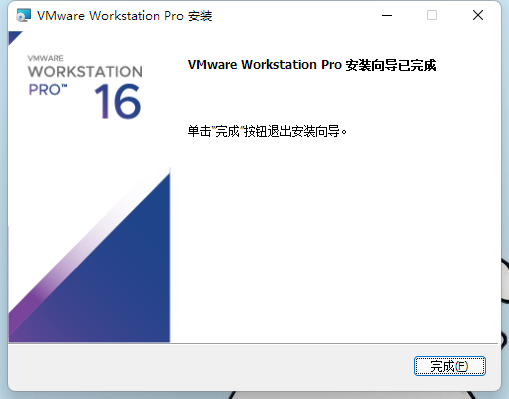 VMware Workstation Pro 安装
VMWARE
WORKSTATION
PRO™ 16
VMware Workstation Pro 安装向导已完成
单击"完成"按钮退出安装向导。
完成(F)